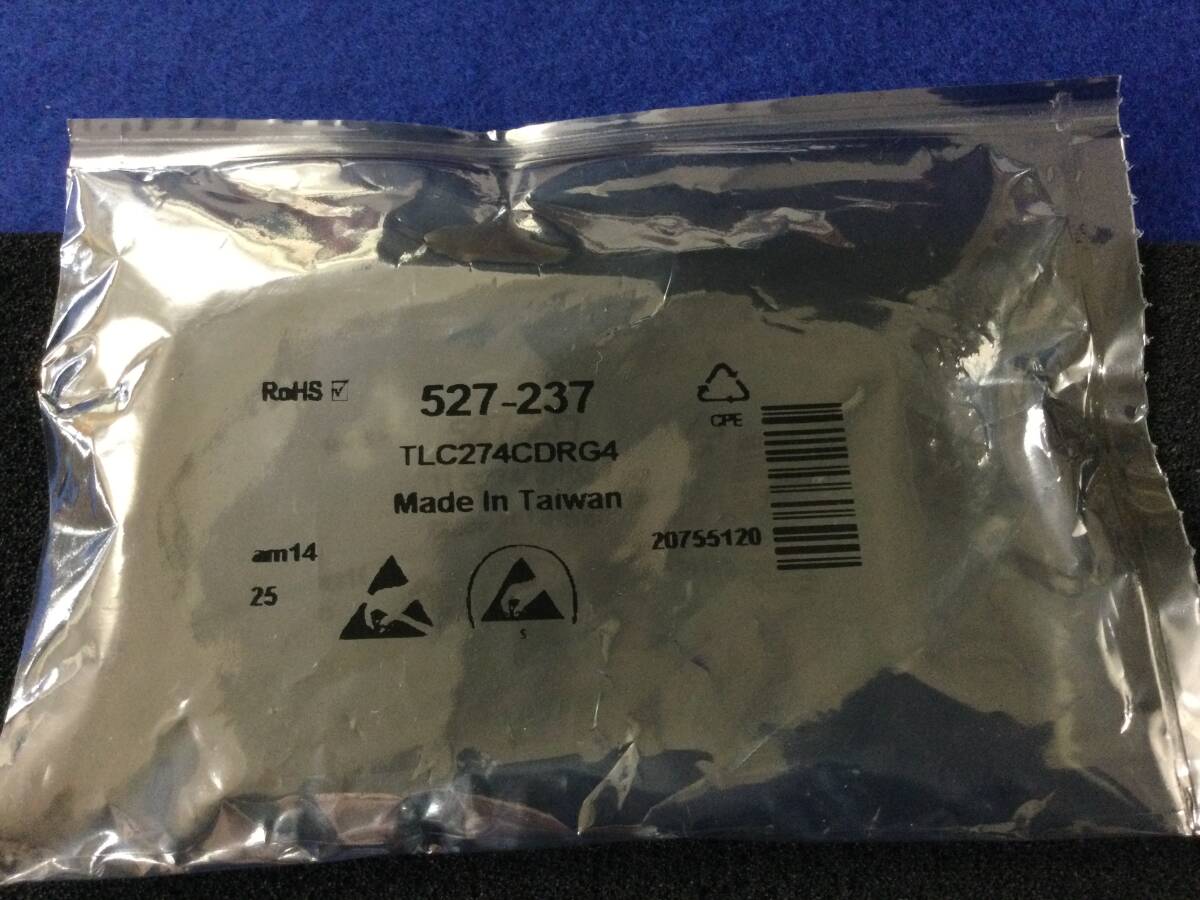 RoHS
527-237
CPE
TLC274CDRG4
Made In Taiwan
20755120
am14
25
S